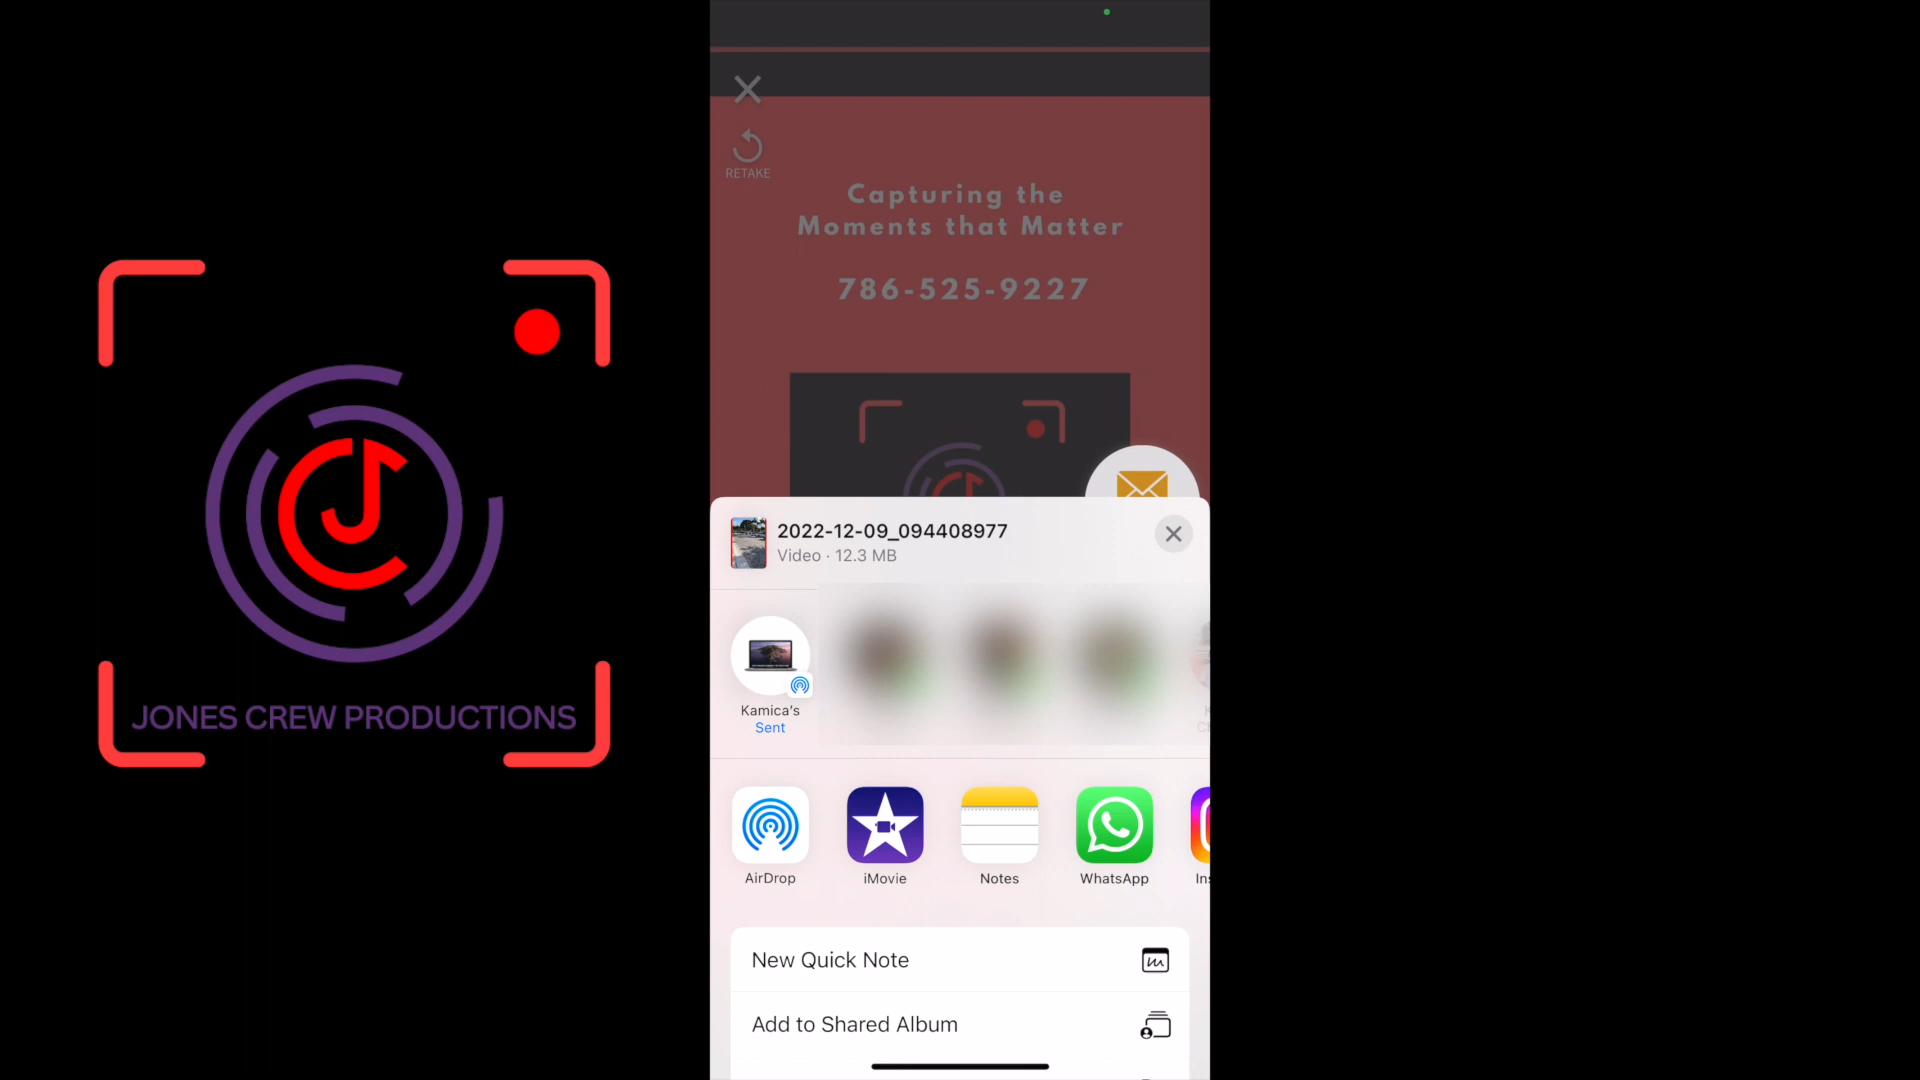 RETAKE
Capturing the
Moments that Matter
786-525-9227
JONES CREW PRODUCTIONS
2022-12-09_094408977
Video · 12.3 MB
Kamica's
Sent
AirDrop
iMovie
Notes
WhatsApp
New Quick Note
Add to Shared Album